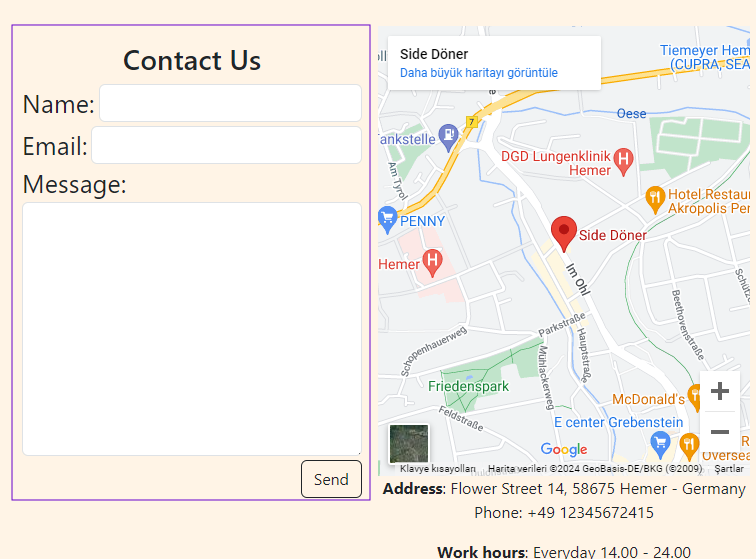 Contact Us
Name:
Email:
Message:
Send
Side Döner
Daha büyük haritayı görüntüle
Tiemeyer Hem
(CUPRA, SEA
Oese
7
ankstelle
DGD Lungenklinik
Hemer
Am Tyrol
Hotel Restau
Akropolis Per
PENNY
Side Döner
Hemer
Im Ohl
Parkstraße
Beethovenstraße
Schopenhauerweg
Hauptstraße
Mühlackerweg
Friedenspark
McDonald's
Feldstraße
E center Grebenstein
Google
Oversea
Klavye kısayolları
Harita verileri ©2024 GeoBasis-DE/BKG (©2009)
Şartlar
Address: Flower Street 14, 58675 Hemer - Germany
Phone: +49 12345672415
Work hours: Everyday 14.00 - 24.00